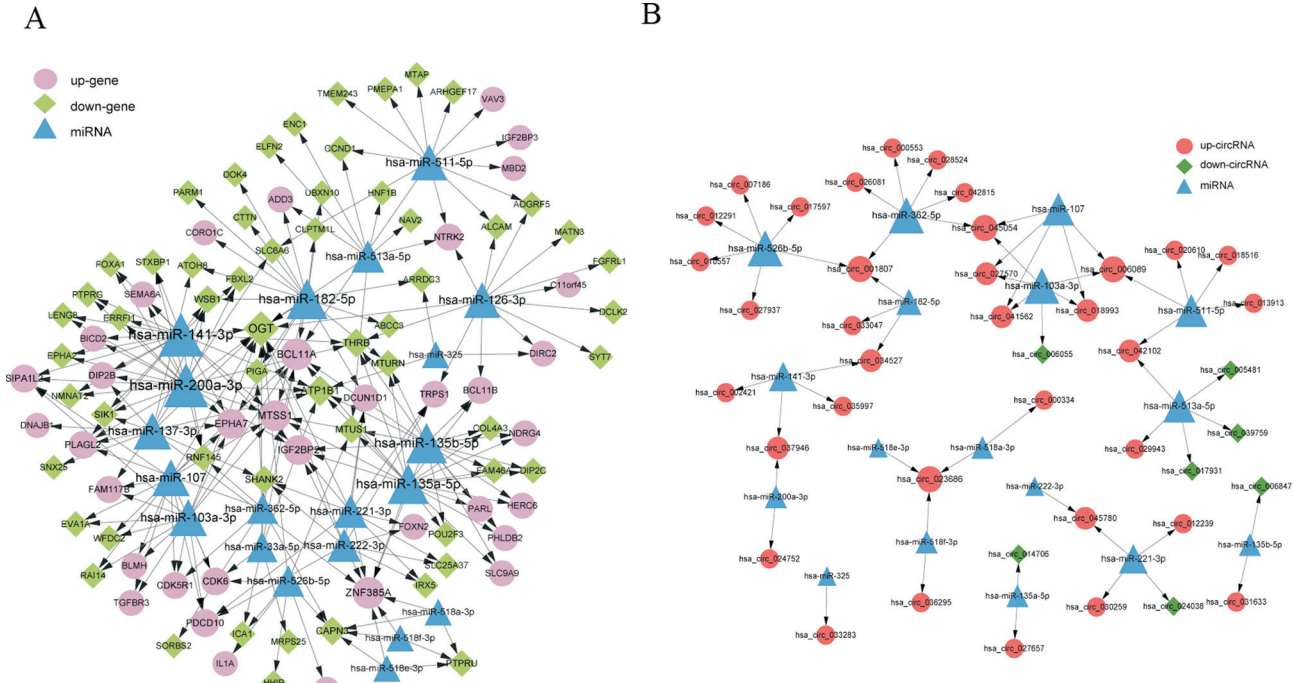 A
up-gene
down-gene
miRNA
MTAP
PMEPA1
ARHGEF17
TMEM243
VAV3
ENC1
IGF2BP3
ELFN2
CCND1
hsa-miR-511-5p
MBD2
DOK4
PARM1
ADD3
UBXN10
HNF1B
ADGRF5
CTTN
CORO1C
CLPTM1L
NAV2
ALCAM
MATN3
SLC6A6
NTRK2
FOXA1
STXBP1
ATOH8
hsa-miR-513a-5p
FGFRL1
PTPRG
SEMA6A
FBXL2
ARRDC3
C11orf45
WSB1
hsa-miR-182-5p
hsa-miR-126-3p
DCLK2
LENG8
ERRFI1
hsa-miR-141-3p
OGT
ABCC3
BICD2
THRB
SYT7
EPHA2
BCL11A
hsa-miR-325
DIRC2
SIPA1L2
DIP2B
PIGA
MTURN
NMNAT2
hsa-miR-200a-3p
ATP1B1
DCUN1D1
TRPS1
BCL11B
SIK1
MTSS1
DNAJB1
EPHA7
MTUS1
COL4A3
NDRG4
PLAGL2
hsa-miR-137-3p
IGF2BP2
hsa-miR-135b-5p
SNX25
RNF145
FAM46A
DIP2C
hsa-miR-107
SHANK2
hsa-miR-135a-5p
FAM117B
PARL
HERC6
hsa-miR-362-5p
hsa-miR-221-3p
EVA1A
hsa-miR-103a-3p
FOXN2
POU2F3
PHLDB2
WFDC2
hsa-miR-33a-5p
hsa-miR-222-3p
SLC25A37
BLMH
SLC9A9
RAI14
CDK5R1
CDK6
hsa-miR-526b-5p
IRX5
TGFBR3
ZNF385A
PDCD10
hsa-miR-518a-3p
SORBS2
ICA1
MRPS25
CAPN3
hsa-miR-518f-3p
IL1A
PTPRU
hsa-miR-518e-3p
HHIP
B
up-circRNA
down-circRNA
miRNA
hsa_circ_000553
hsa_circ_028524
hsa_circ_007186
hsa_circ_026081
hsa_circ_042815
hsa_circ_017597
hsa-miR-107
hsa_circ_012291
hsa-miR-362-5p
hsa_circ_045054
hsa-miR-526b-5p
hsa_circ_020610
hsa_circ_018516
hsa_circ_010557
hsa_circ_001807
hsa_circ_027570
hsa_circ_006089
hsa-miR-103a-3p
hsa-miR-182-5p
hsa_circ_013913
hsa_circ_027937
hsa_circ_041562
hsa_circ_018993
hsa-miR-511-5p
hsa_circ_033047
hsa_circ_006055
hsa_circ_042102
hsa_circ_034527
hsa_circ_005481
hsa-miR-141-3p
hsa_circ_002421
hsa_circ_035997
hsa_circ_000334
hsa-miR-513a-5p
hsa_circ_039759
hsa_circ_037946
hsa-miR-518e-3p
hsa-miR-518a-3p
hsa_circ_029943
hsa_circ_017931
hsa_circ_023686
hsa-miR-222-3p
hsa_circ_006847
hsa-miR-200a-3p
hsa_circ_045780
hsa_circ_012239
hsa-miR-518f-3p
hsa_circ_014706
hsa-miR-135b-5p
hsa_circ_024752
hsa-miR-221-3p
hsa-miR-325
hsa-miR-135a-5p
hsa_circ_036295
hsa_circ_030259
hsa_circ_024038
hsa_circ_031633
hsa_circ_033283
hsa_circ_027657